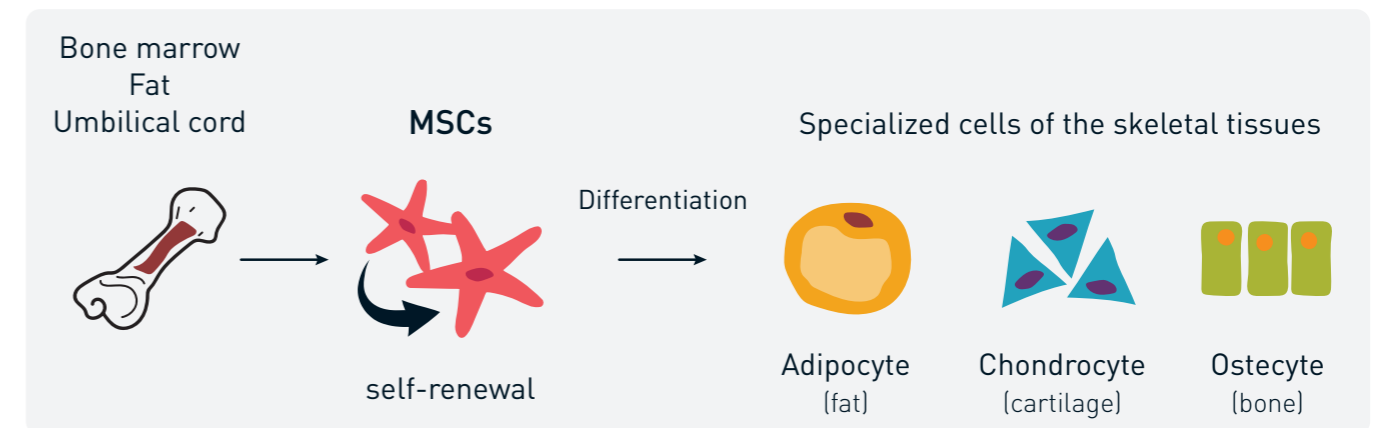 Bone marrow
Fat
Umbilical cord
MSCs
Specialized cells of the skeletal tissues
Differentiation
self-renewal
Adipocyte
(fat)
Chondrocyte
(cartilage)
Ostecyte
(bone)